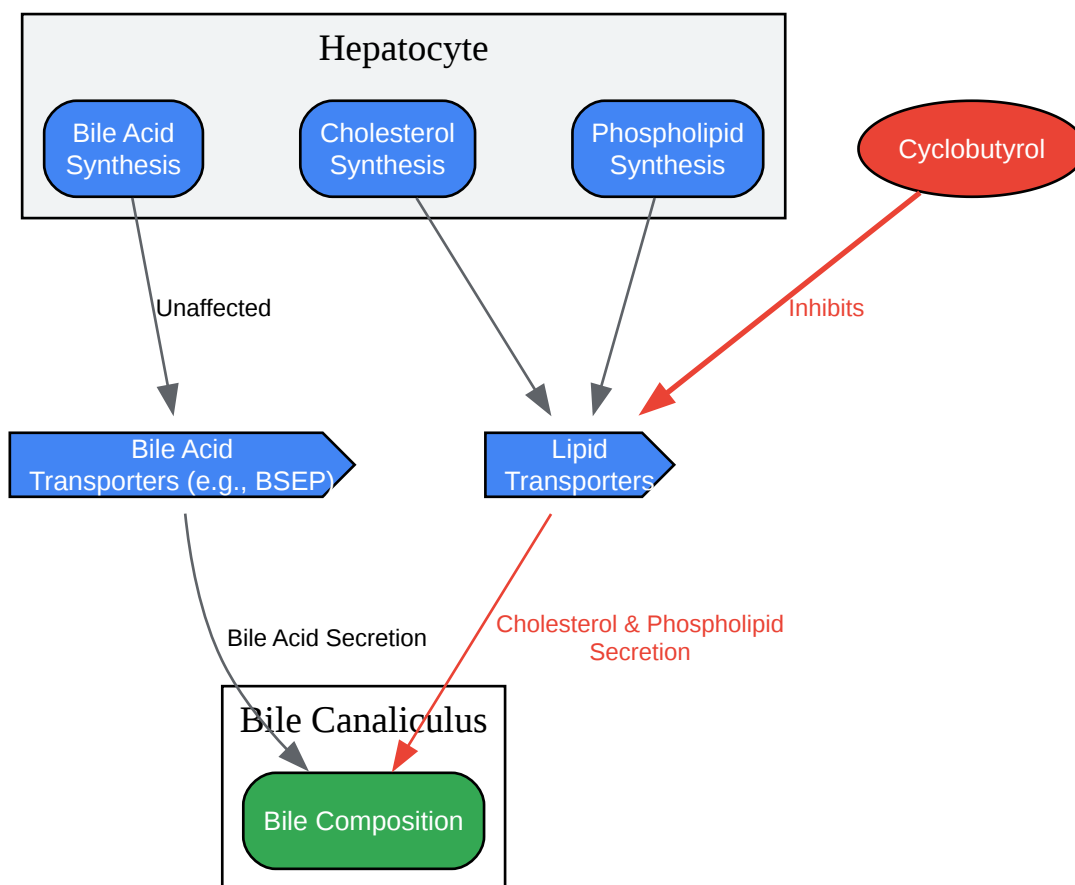 Hepatocyte
Bile Acid
Synthesis
Cholesterol
Synthesis
Phospholipid
Synthesis
Cyclobutyrol
Unaffected
Inhibits
Bile Acid
Transporters (e.g., BSEP)
Lipid
Transporters
Bile Acid Secretion
Cholesterol & Phospholipid
Secretion
Bile Canaliculus
Bile Composition